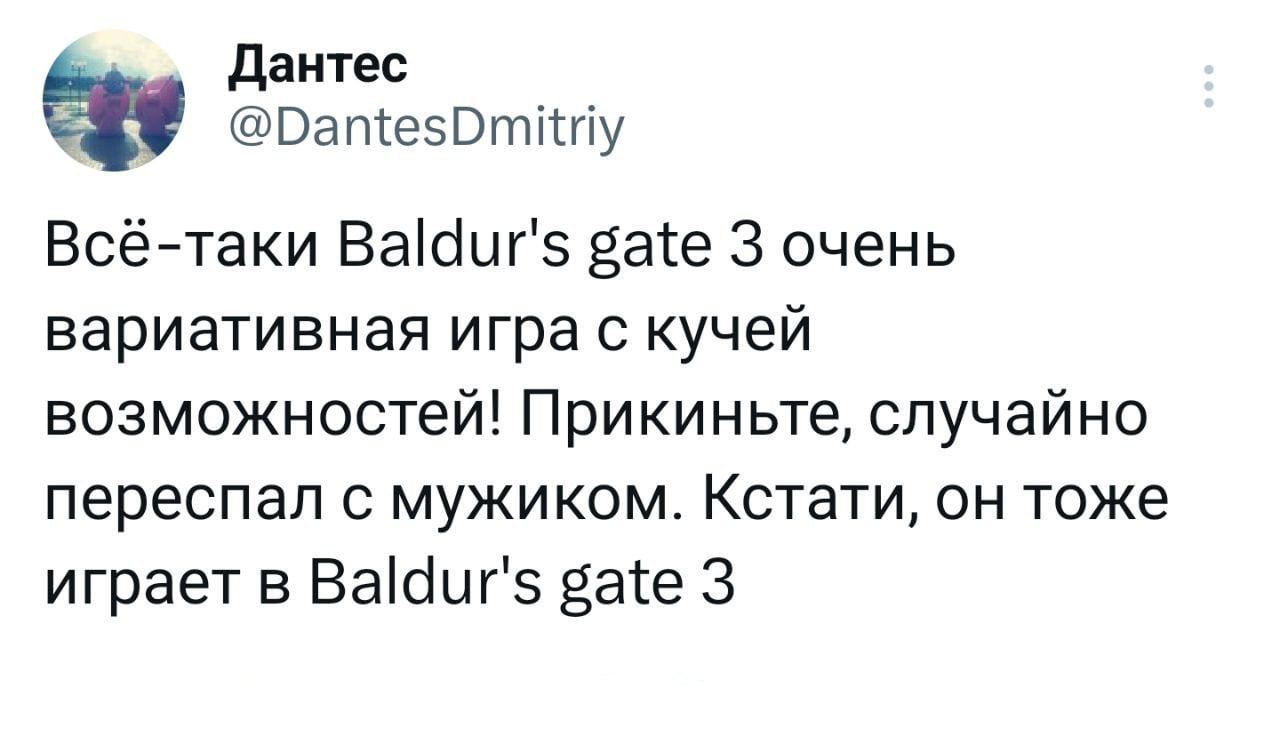 Дантес
@DantesDmitriy
Всё-таки Baldur's gate 3 очень
вариативная игра с кучей
возможностей! Прикиньте, случайно
переспал с мужиком. Кстати, он тоже
играет в Baldur's gate 3